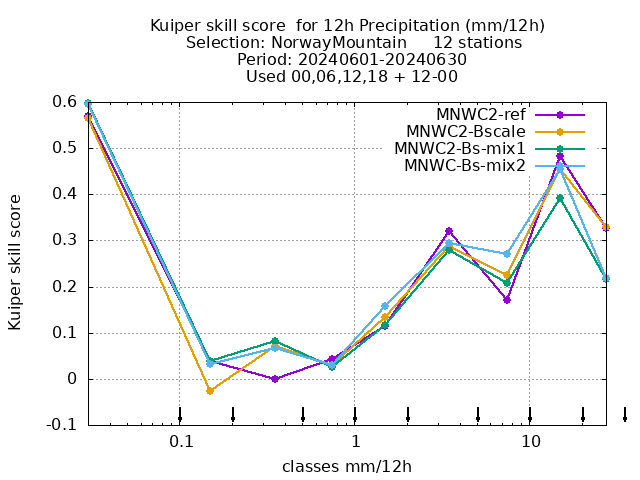 Kuiper skill score  for 12h Precipitation (mm/12h)
Selection: NorwayMountain     12 stations
Period: 20240601-20240630
Used 00,06,12,18 + 12-00
MNWC2-ref
MNWC2-Bscale
MNWC2-Bs-mix1
MNWC-Bs-mix2
Kuiper skill score
0.6
0.5
0.4
0.3
0.2
0.1
0
-0.1
0.1
1
10
classes mm/12h